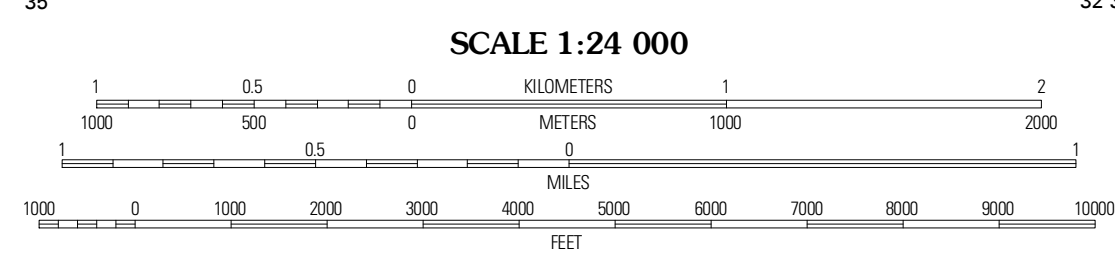 35 32
SCALE 1:24 000
1 0.5 0 KILOMETERS 1 2
1000 500 0 METERS 1000 2000
1 0.5 0 1
MILES
1000 0 1000 2000 3000 4000 5000 6000 7000 8000 9000 10000
FEET